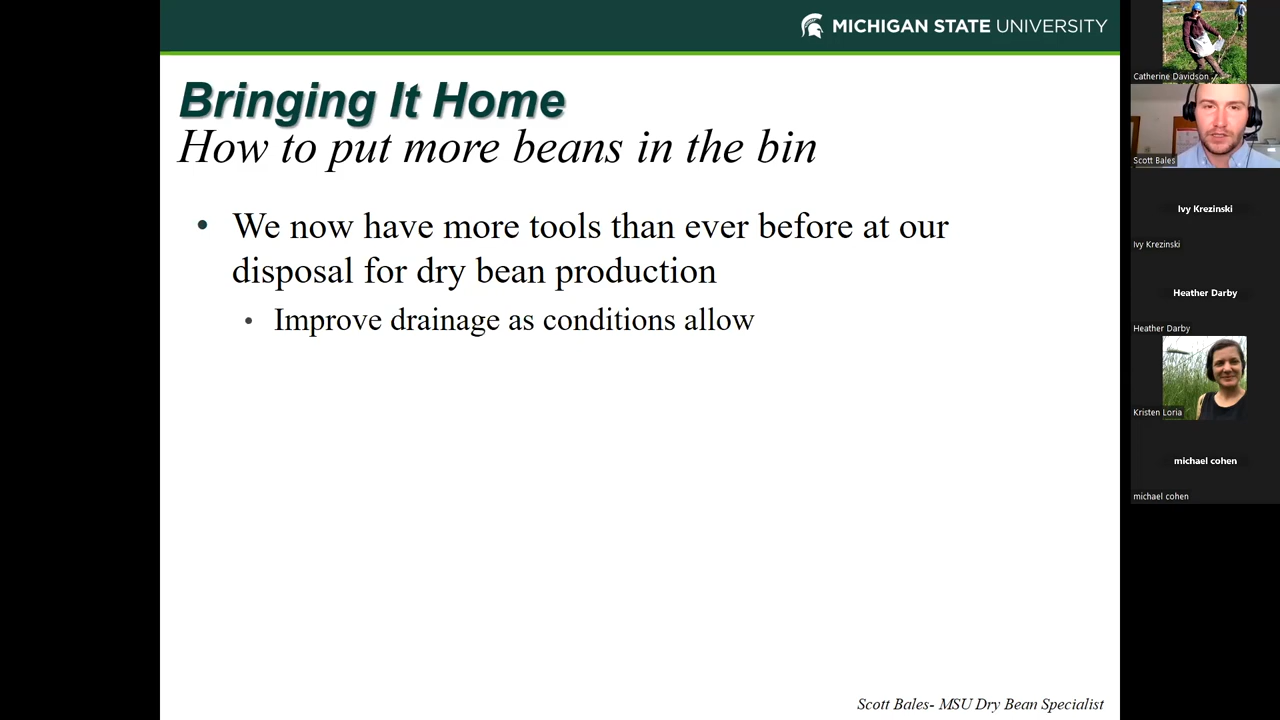 MICHIGAN STATE UNIVERSITY
Bringing It Home
How to put more beans in the bin
• We now have more tools than ever before at our
disposal for dry bean production
• Improve drainage as conditions allow
Scott Bales- MSU Dry Bean Specialist
Catherine Davidson
Scott Bales
Ivy Krezinski
Ivy Krezinski
Heather Darby
Heather Darby
Kristen Loria
michael cohen
michael cohen